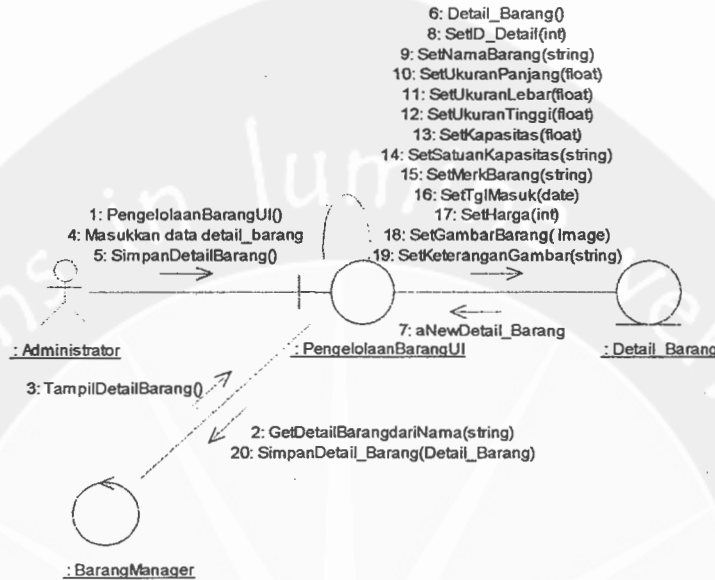 6: Detail_Barang()
8: SetID_Detail(int)
9: SetNamaBarang(string)
10: SetUkuranPanjang(float)
11: SetUkuranLebar(float)
12: SetUkuranTinggi(float)
13: SetKapasitas(float)
14: SetSatuanKapasitas(string)
15: SetMerkBarang(string)
16: SetTglMasuk(date)
17: SetHarga(int)
18: SetGambarBarang( Image)
19: SetKeteranganGambar(string)
1: PengelolaanBarangUI()
4: Masukkan data detail_barang
5: SimpanDetailBarang()
7: aNewDetail_Barang
: Administrator
: PengelolaanBarangUI
: Detail_Barang
3: TampilDetailBarang()
2: GetDetailBarangdariNama(string)
20: SimpanDetail_Barang(Detail_Barang)
: BarangManager
in lumine